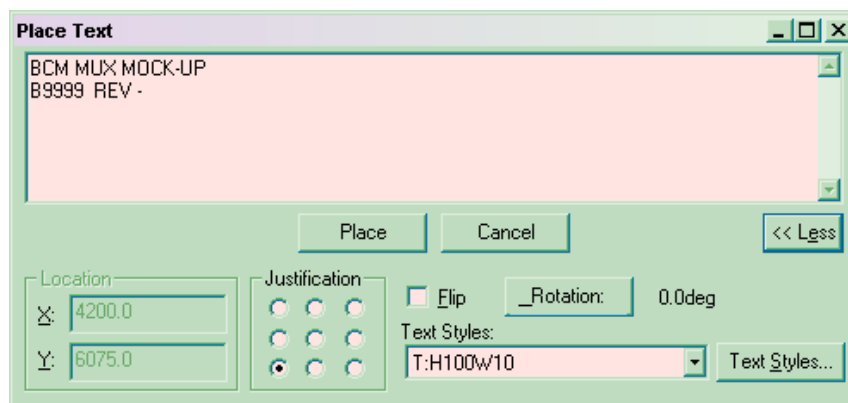 Place Text
BCM MUX MOCK-UP
B9999 REV -
Place
Cancel
<< Less
Location
X: 4200.0
Y: 6075.0
Justification
Flip
_Rotation:
0.0deg
Text Styles:
T:H100W10
Text Styles...